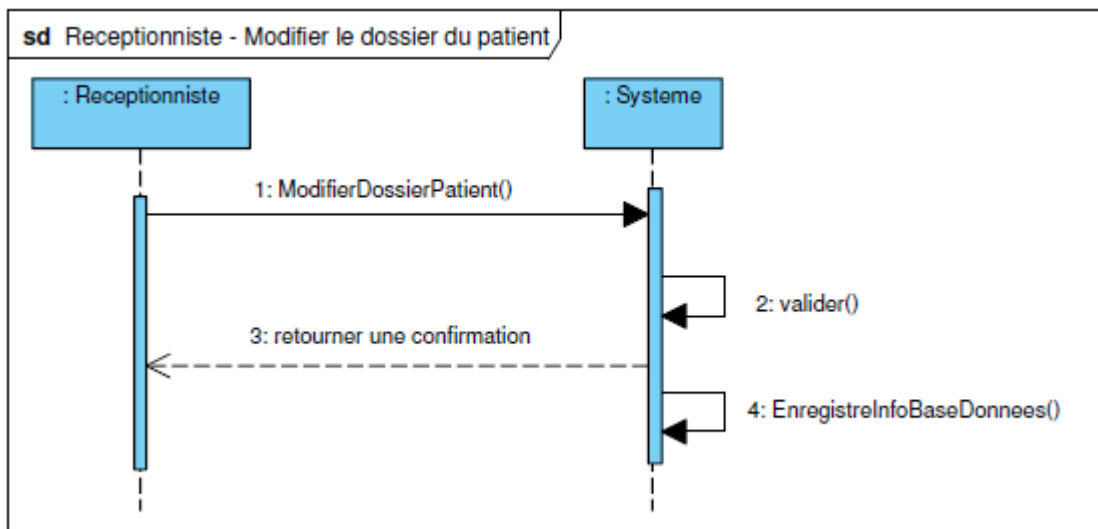 sd Receptionniste - Modifier le dossier du patient
: Receptionniste
: Systeme
1: ModifierDossierPatient()
2: valider()
3: retourner une confirmation
4: EnregistreInfoBaseDonnees()